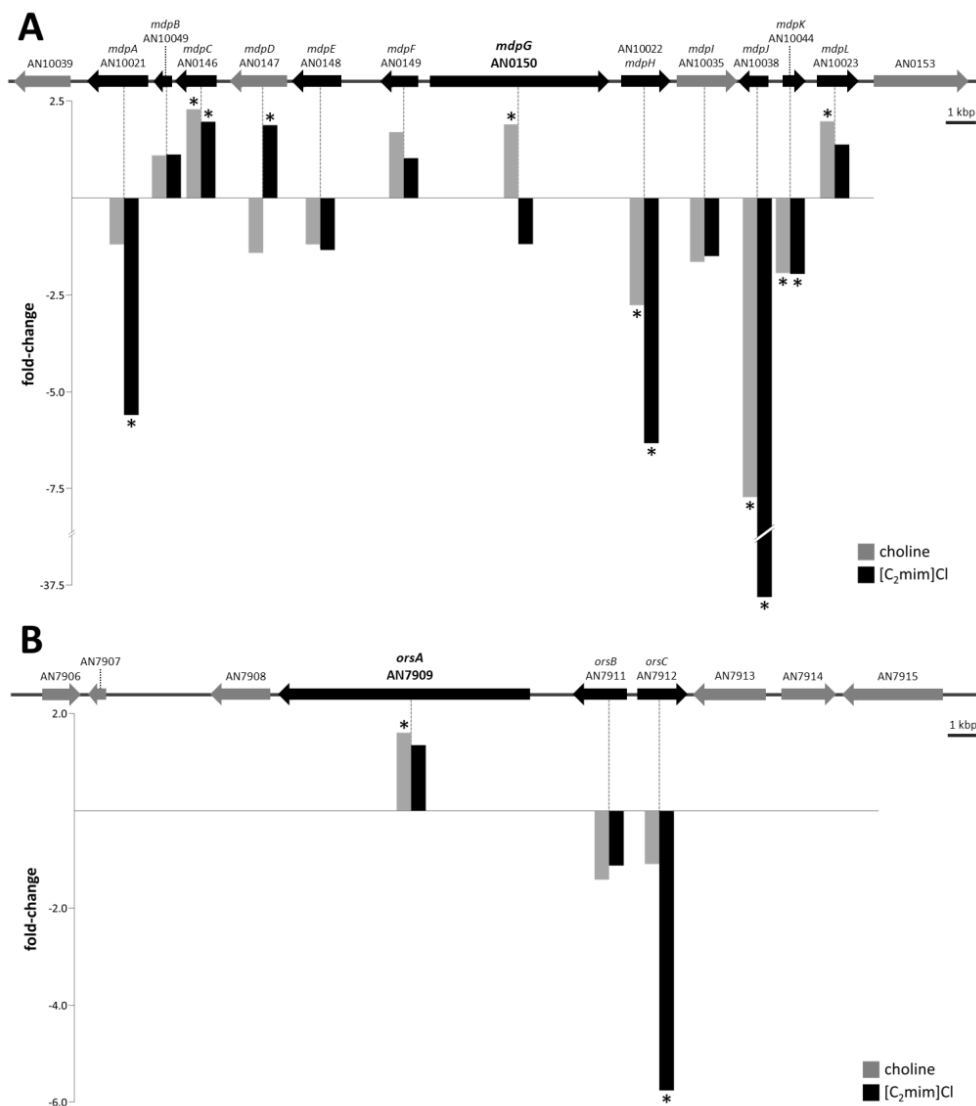 A
mdpB
mdpK
mdpA AN10049 mdpC mdpD mdpE mdpF mdpG AN10022 mdpI mdpJ AN10044 mdpL
AN10039 AN10021 AN0146 AN0147 AN0148 AN0149 AN0150 mdpH AN10035 AN10038 AN10023 AN0153
2.5
1 kbp
* * * * *
-2.5
* * *
fold-change
-5.0
*
*
-7.5
*
choline
-37.5
[C₂mim]Cl
*
B
AN7907
orsA orsB orsC
AN7906 AN7908 AN7909 AN7911 AN7912 AN7913 AN7914 AN7915
2.0
1 kbp
*
-2.0
fold-change
-4.0
choline
-6.0
[C₂mim]Cl
*